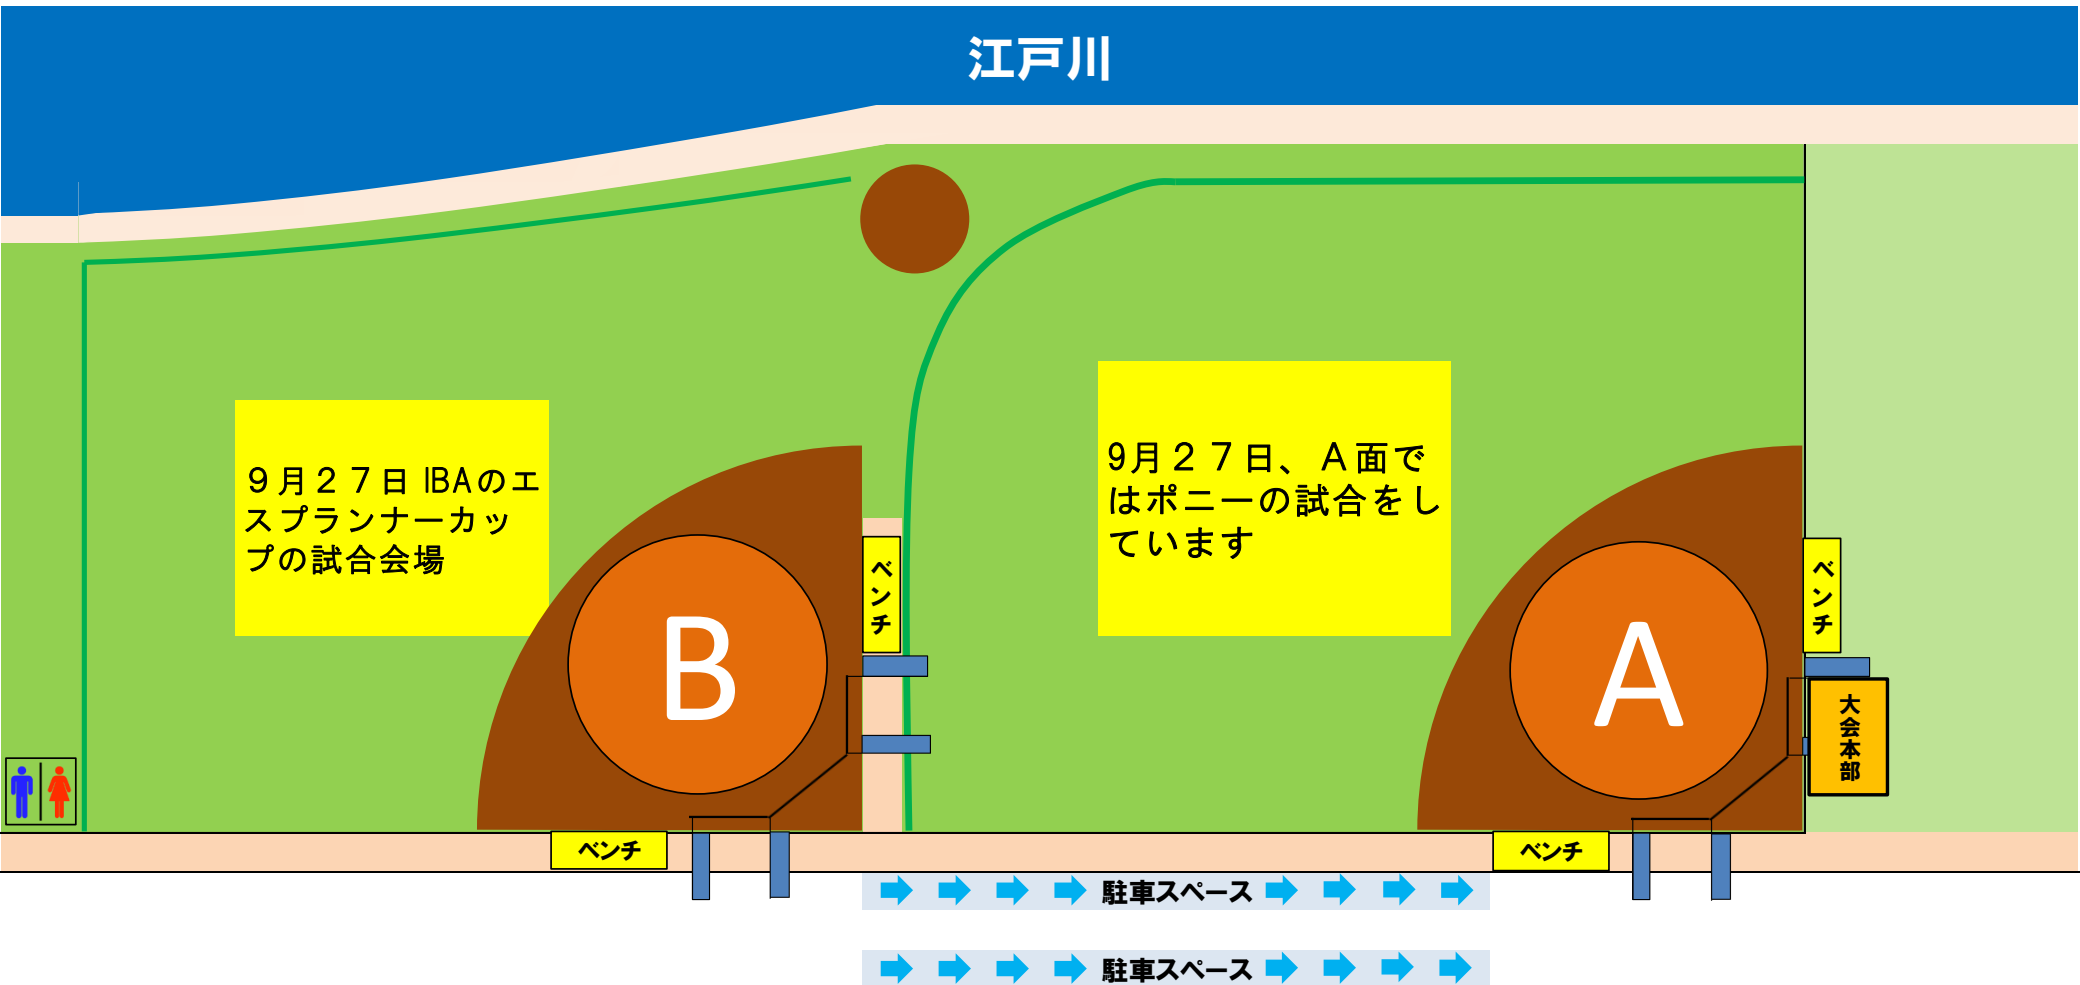 江戸川
９月２７日 IBAのエ
スプランナーカッ
プの試合会場
9月２７日、Ａ面で
はポニーの試合をし
ています
B
ベンチ
A
ベンチ
大会本部
ベンチ
ベンチ
駐車スペース
駐車スペース